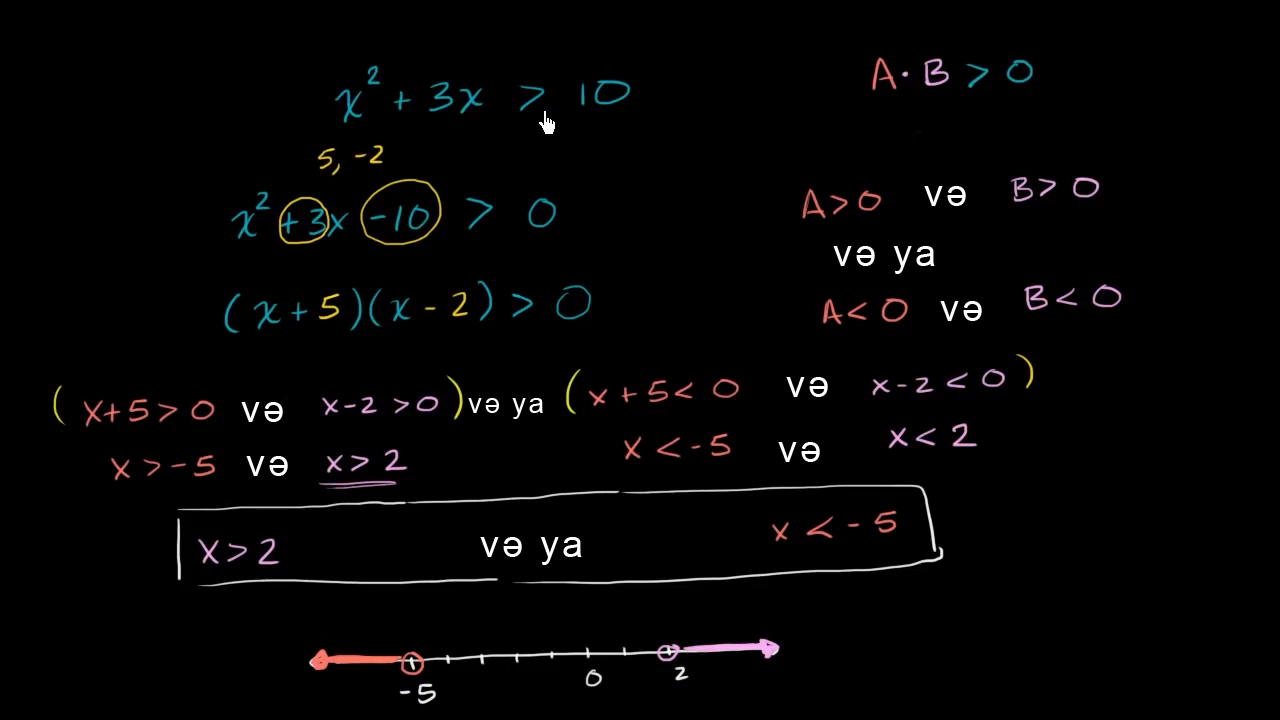 x² + 3x > 10
A · B > 0
5, -2
x² +3x -10 > 0
A > 0 və B > 0
və ya
A < 0 və B < 0
(x + 5)(x - 2) > 0
(x+5 > 0 və x-2 > 0) və ya (x + 5 < 0 və x-2 < 0)
x > -5 və x > 2 x < -5 və x < 2
x > 2 və ya x < -5
-5 0 2